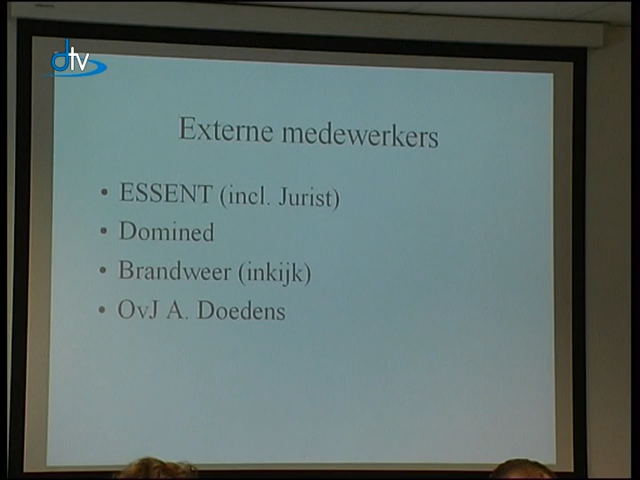 dtv
Externe medewerkers
• ESSENT (incl. Jurist)
• Domined
• Brandweer (inkijk)
• OvJ A. Doedens